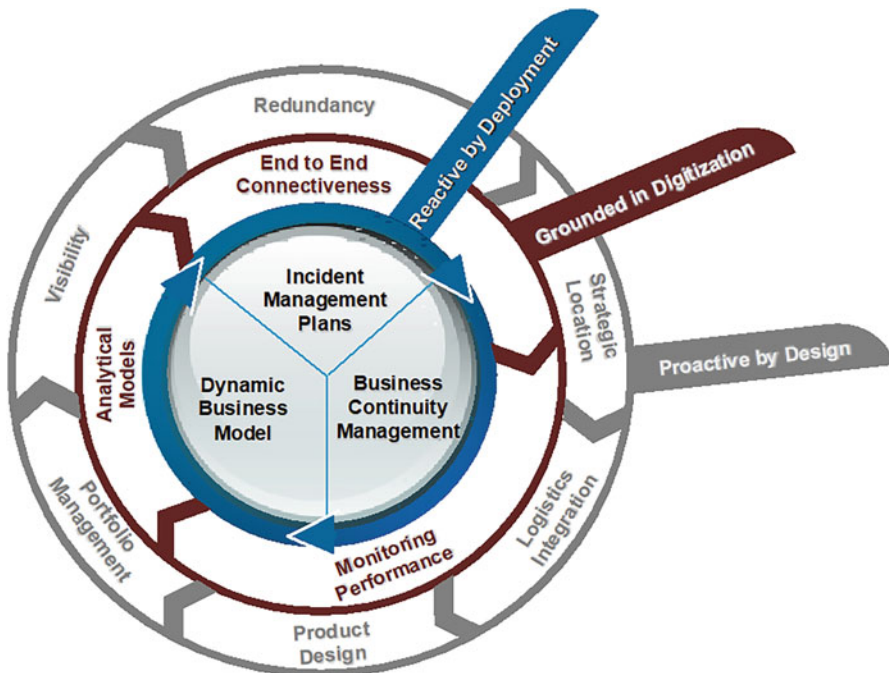 Redundancy
Reactive by Deployment
End to End
Connectiveness
Grounded in Digitization
Visibility
Incident
Management
Plans
Strategic
Location
Proactive by Design
Analytical
Models
Dynamic
Business
Model
Business
Continuity
Management
Portfolio
Management
Logistics
Integration
Monitoring
Performance
Product
Design